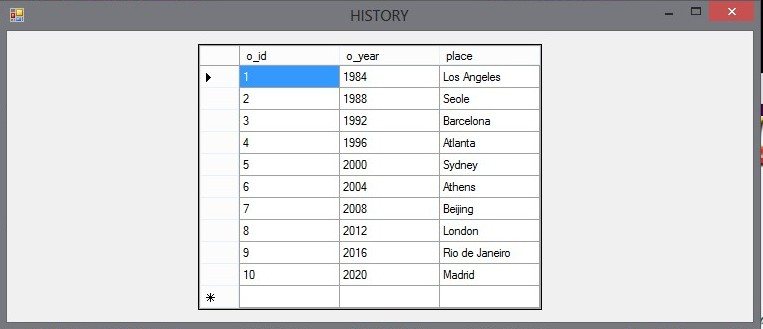 HISTORY
o_id o_year place
1 1984 Los Angeles
2 1988 Seole
3 1992 Barcelona
4 1996 Atlanta
5 2000 Sydney
6 2004 Athens
7 2008 Beijing
8 2012 London
9 2016 Rio de Janeiro
10 2020 Madrid